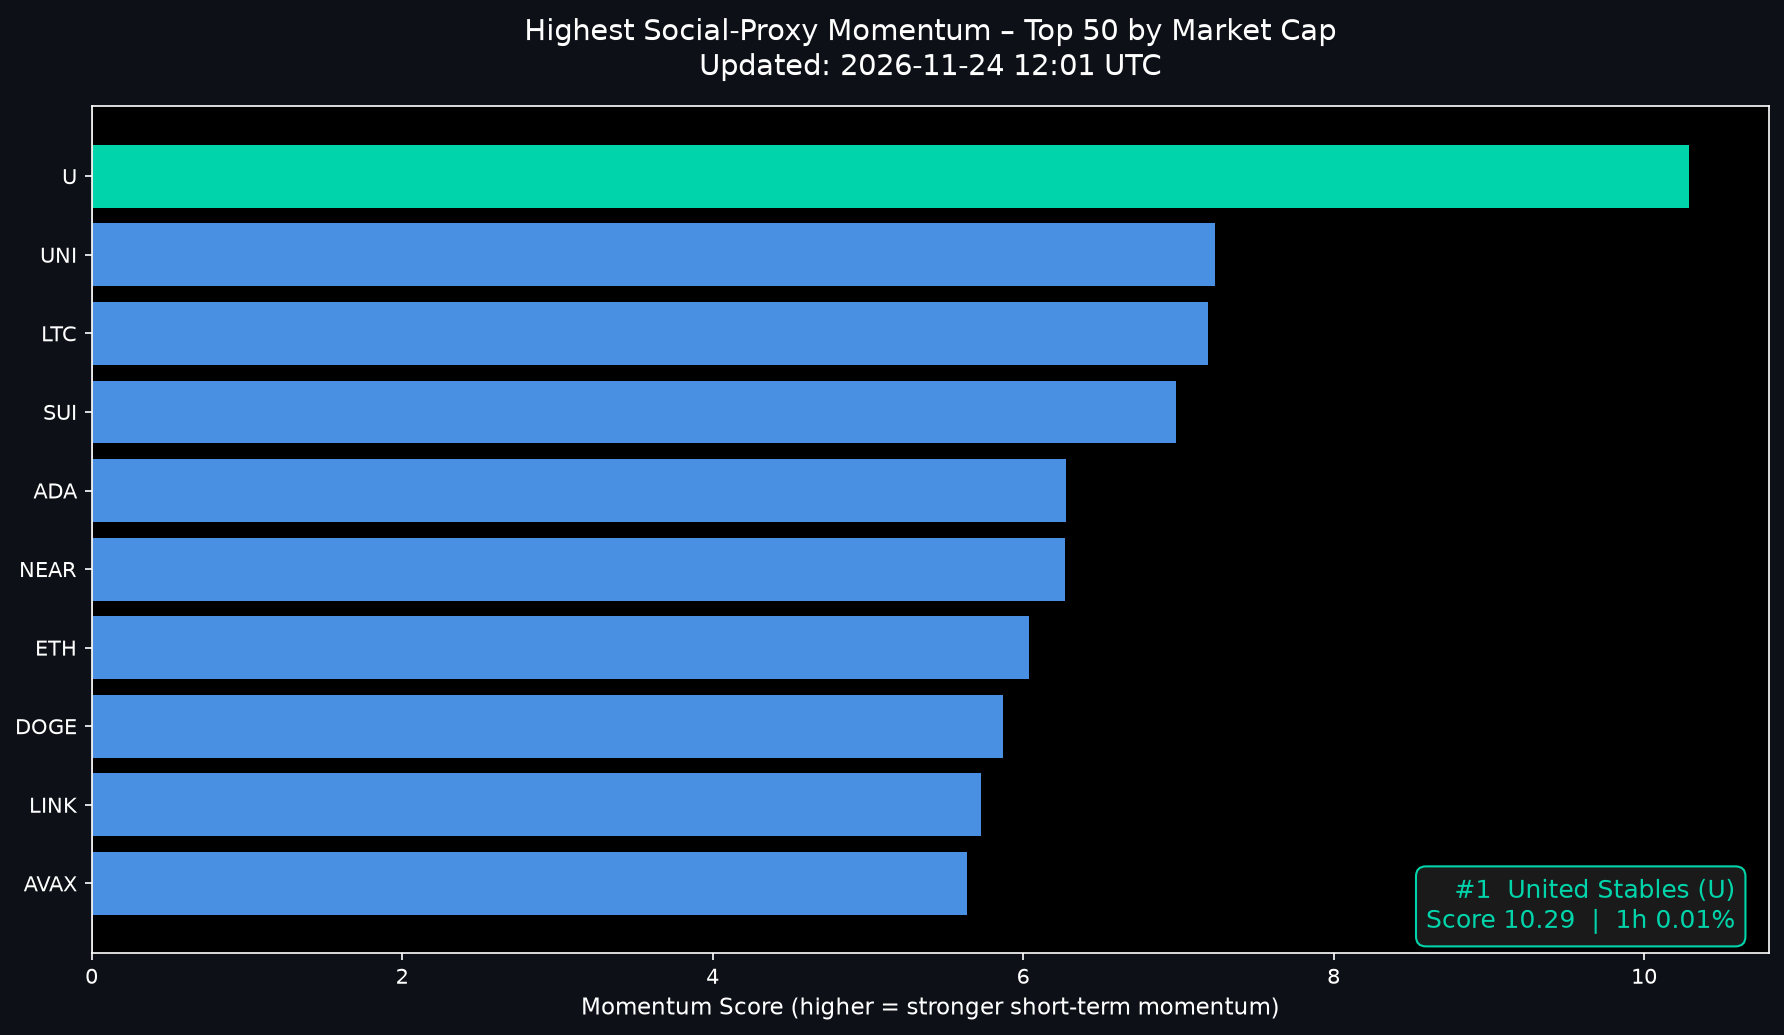 Highest Social-Proxy Momentum – Top 50 by Market Cap
Updated: 2026-11-24 12:01 UTC
U
UNI
LTC
SUI
ADA
NEAR
ETH
DOGE
LINK
AVAX
#1  United Stables (U)
Score 10.29  |  1h 0.01%
0 2 4 6 8 10
Momentum Score (higher = stronger short-term momentum)